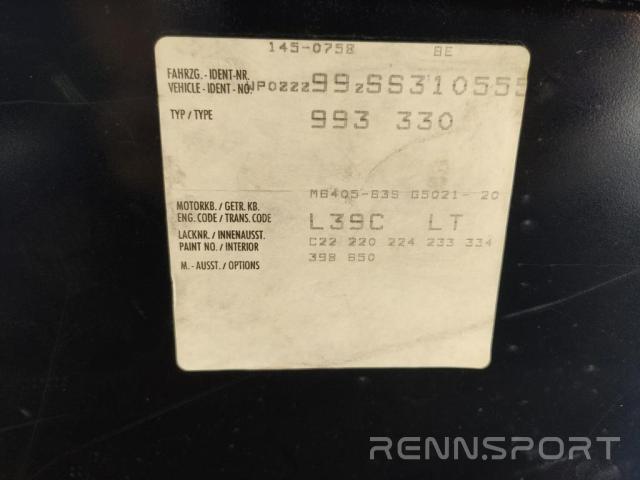 145-0758 BE
FAHRZG. - IDENT-NR.
VEHICLE - IDENT - NO. WP0ZZZ99ZSS310555
TYP / TYPE 993 330
M6405-63S G5021- 20
MOTORKB. / GETR. KB.
ENG. CODE / TRANS. CODE L39C LT
LACKNR. / INNENAUSST. C22 220 224 233 334
PAINT NO. / INTERIOR
M. - AUSST. / OPTIONS 398 650
RENNSPORT